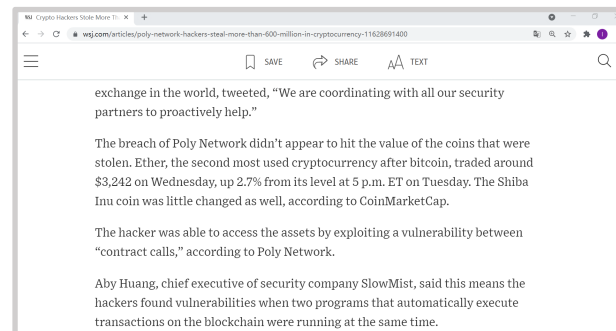 WSJ Crypto Hackers Stole More Th
wsj.com/articles/poly-network-hackers-steal-more-than-600-million-in-cryptocurrency-11628691400
SAVE SHARE AA TEXT
exchange in the world, tweeted, “We are coordinating with all our security
partners to proactively help.”
The breach of Poly Network didn’t appear to hit the value of the coins that were
stolen. Ether, the second most used cryptocurrency after bitcoin, traded around
$3,242 on Wednesday, up 2.7% from its level at 5 p.m. ET on Tuesday. The Shiba
Inu coin was little changed as well, according to CoinMarketCap.
The hacker was able to access the assets by exploiting a vulnerability between
“contract calls,” according to Poly Network.
Aby Huang, chief executive of security company SlowMist, said this means the
hackers found vulnerabilities when two programs that automatically execute
transactions on the blockchain were running at the same time.